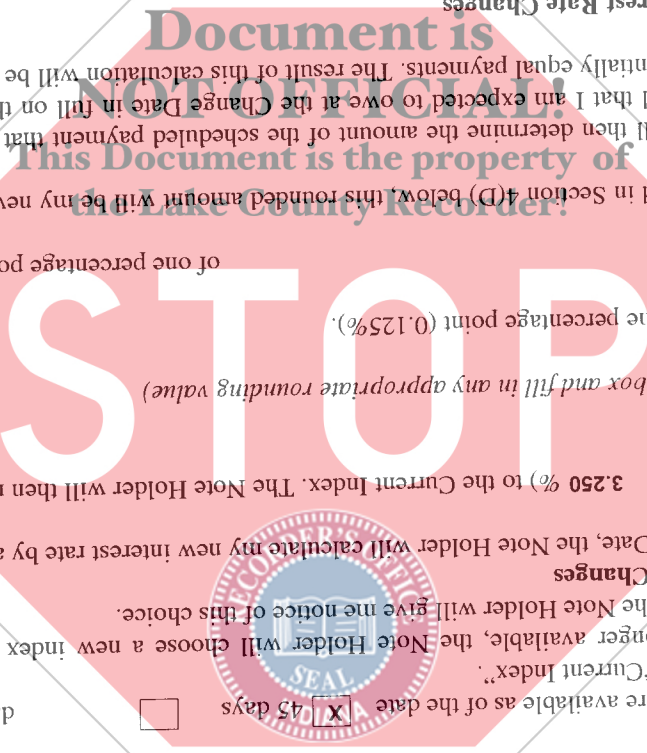 Document is
NOT OFFICIAL!
This Document is the property of
the Lake County Recorder!
STOP
RECORDER'S OFFICE
SEAL
INDIANA
re available as of the date X 45 days
"Current Index".
nger available, the Note Holder will choose a new index
he Note Holder will give me notice of this choice.
Changes
Date, the Note Holder will calculate my new interest rate by a
3.250 %) to the Current Index. The Note Holder will then
box and fill in any appropriate rounding value)
ne percentage point (0.125%).
of one percentage po
d in Section 4(D) below, this rounded amount will be my new
ll then determine the amount of the scheduled payment that
l that I am expected to owe at the Change Date in full on th
ntially equal payments. The result of this calculation will be
rest Rate Changes